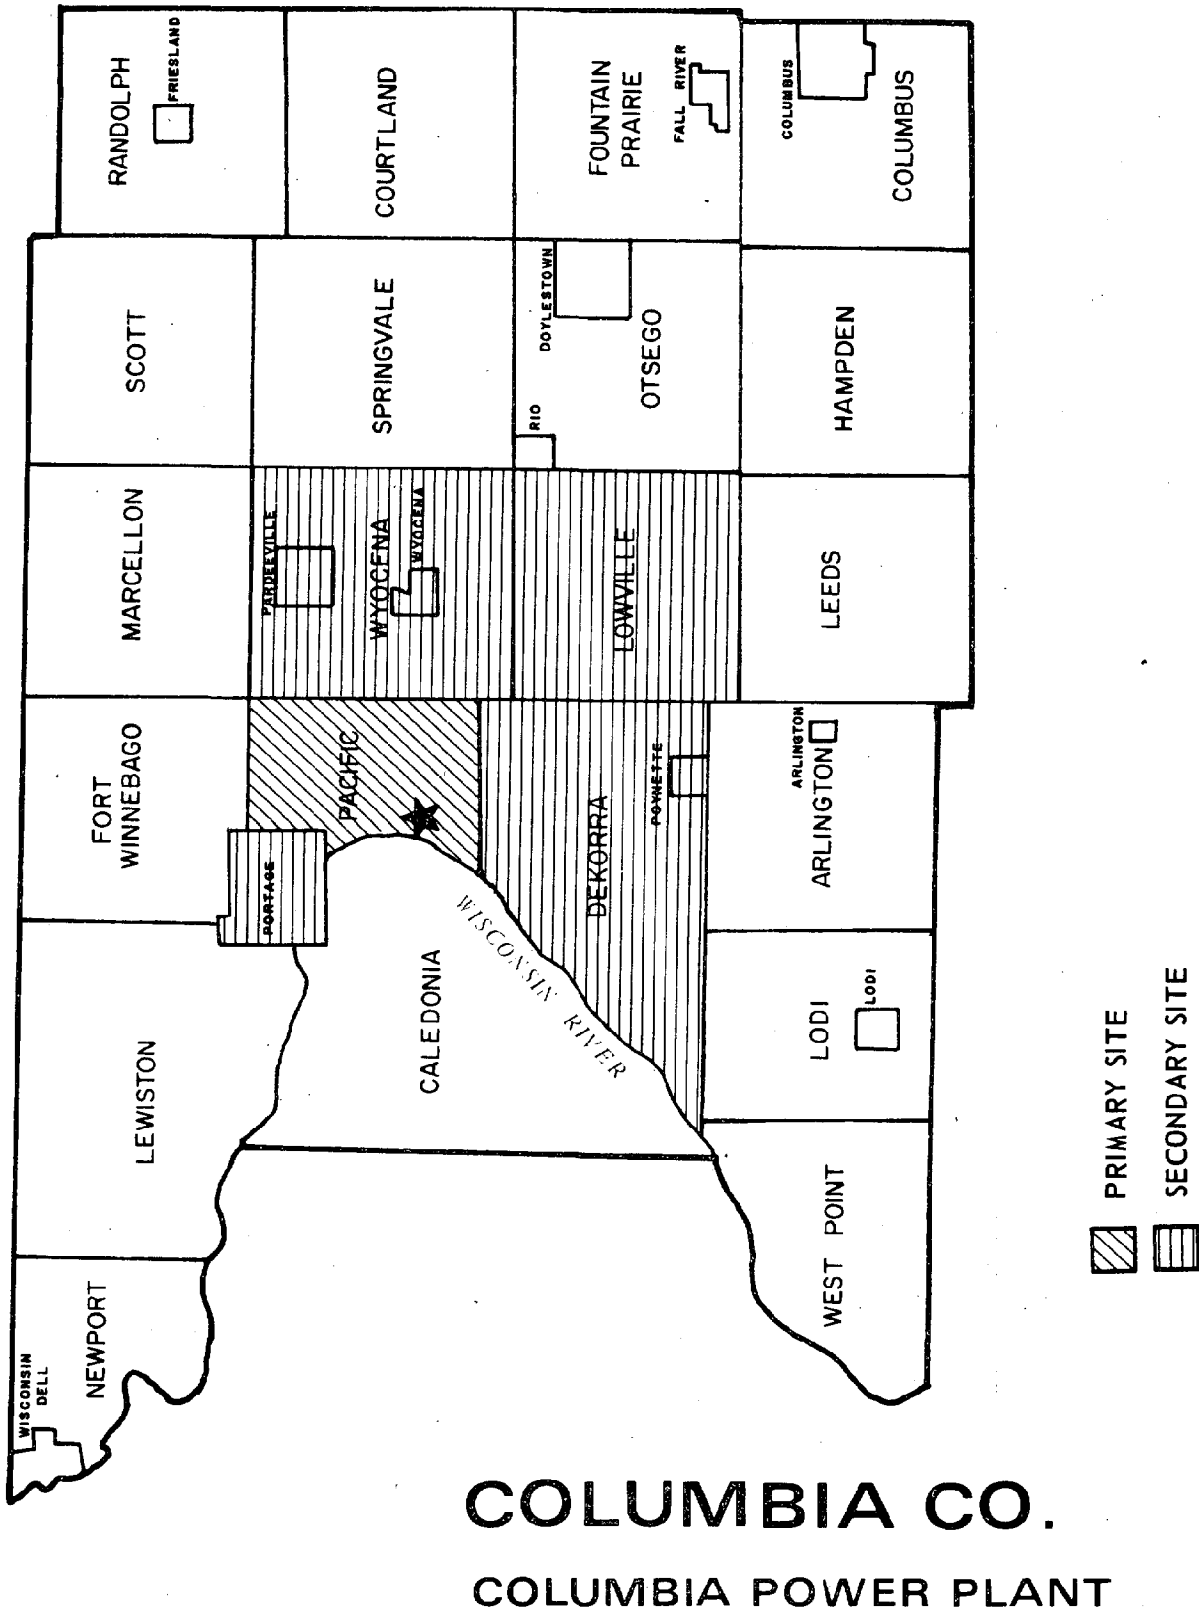 WISCONSIN
DELL
NEWPORT
LEWISTON
FORT
WINNEBAGO
MARCELLON
SCOTT
RANDOLPH
FRIESLAND
PORTAGE
PACIFIC
PARDEEVILLE
WYOCENA
WYOCENA
SPRINGVALE
COURTLAND
CALEDONIA
WISCONSIN RIVER
DEKORRA
POYNETTE
LOWVILLE
RIO
DOYLESTOWN
OTSEGO
FOUNTAIN
PRAIRIE
FALL RIVER
WEST POINT
LODI
LODI
ARLINGTON
ARLINGTON
LEEDS
HAMPDEN
COLUMBUS
COLUMBUS
PRIMARY SITE
SECONDARY SITE
COLUMBIA CO.
COLUMBIA POWER PLANT